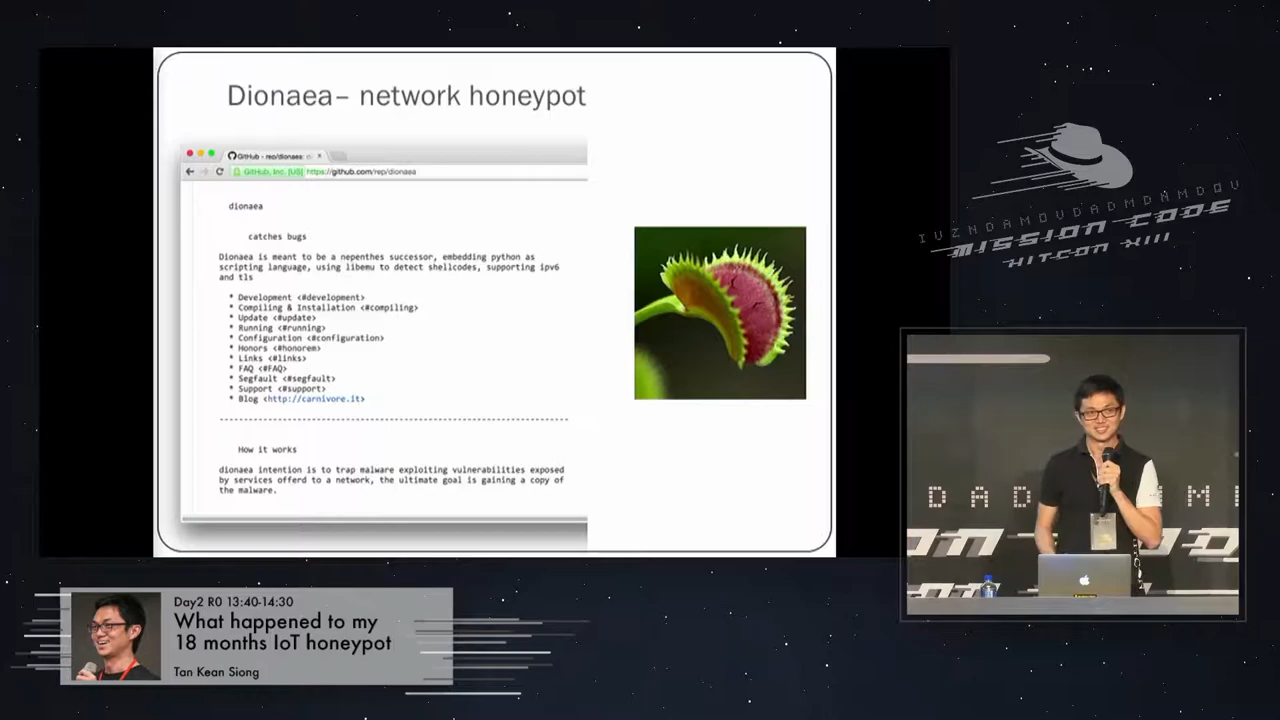 Dionaea– network honeypot
GitHub - rep/dionaea:
GitHub, Inc. [US] https://github.com/rep/dionaea
dionaea
catches bugs
Dionaea is meant to be a nepenthes successor, embedding python as
scripting language, using libemu to detect shellcodes, supporting ipv6
and tls
* Development <#development>
* Compiling & Installation <#compiling>
* Update <#update>
* Running <#running>
* Configuration <#configuration>
* Honors <#honorem>
* Links <#links>
* FAQ <#FAQ>
* Segfault <#segfault>
* Support <#support>
* Blog <http://carnivore.it>
How it works
dionaea intention is to trap malware exploiting vulnerabilities exposed
by services offerd to a network, the ultimate goal is gaining a copy of
the malware.
IVZNDAMOVDADMDNMDQV
MISSION CODE
HITCON XIII
DAD
Day2 R0 13:40-14:30
What happened to my
18 months IoT honeypot
Tan Kean Siong